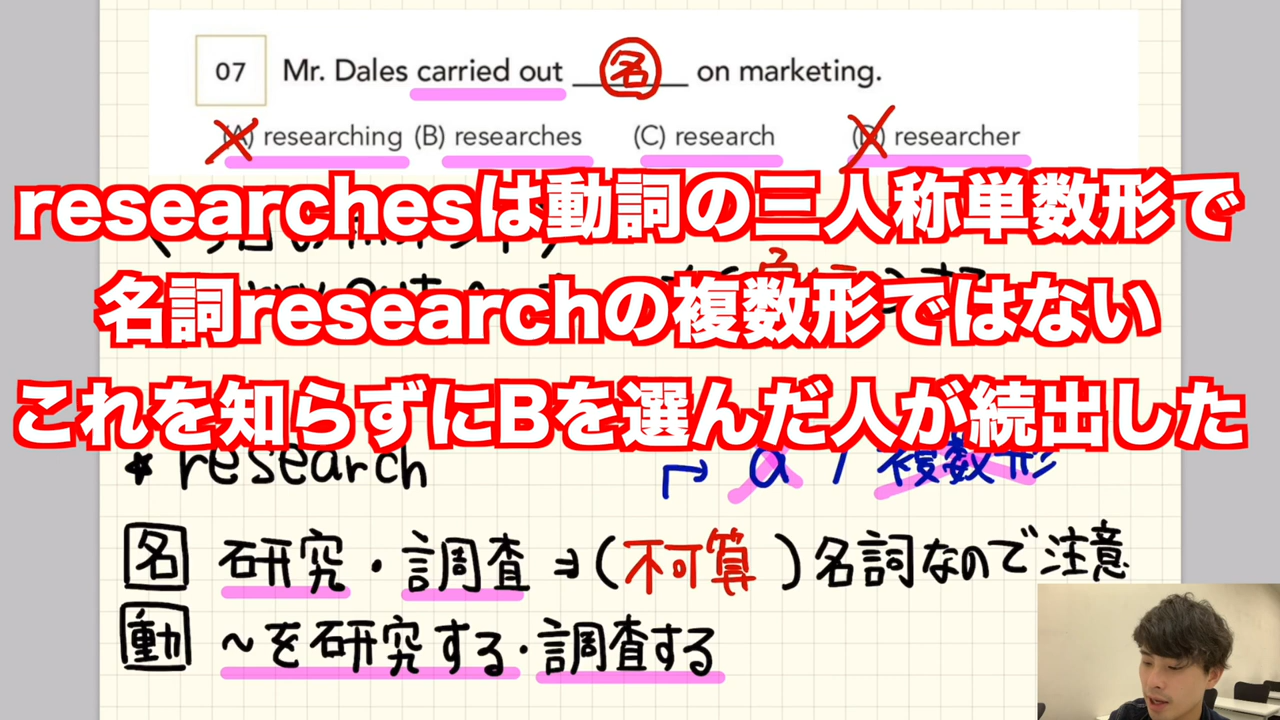 07 Mr. Dales carried out 名 on marketing.
(A) researching (B) researches (C) research (D) researcher
researchesは動詞の三人称単数形で
名詞researchの複数形ではない
これを知らずにBを選んだ人が続出した
* research → a / 複数形
名 研究・調査 ⇒(不可算)名詞なので注意
動 ~を研究する・調査する